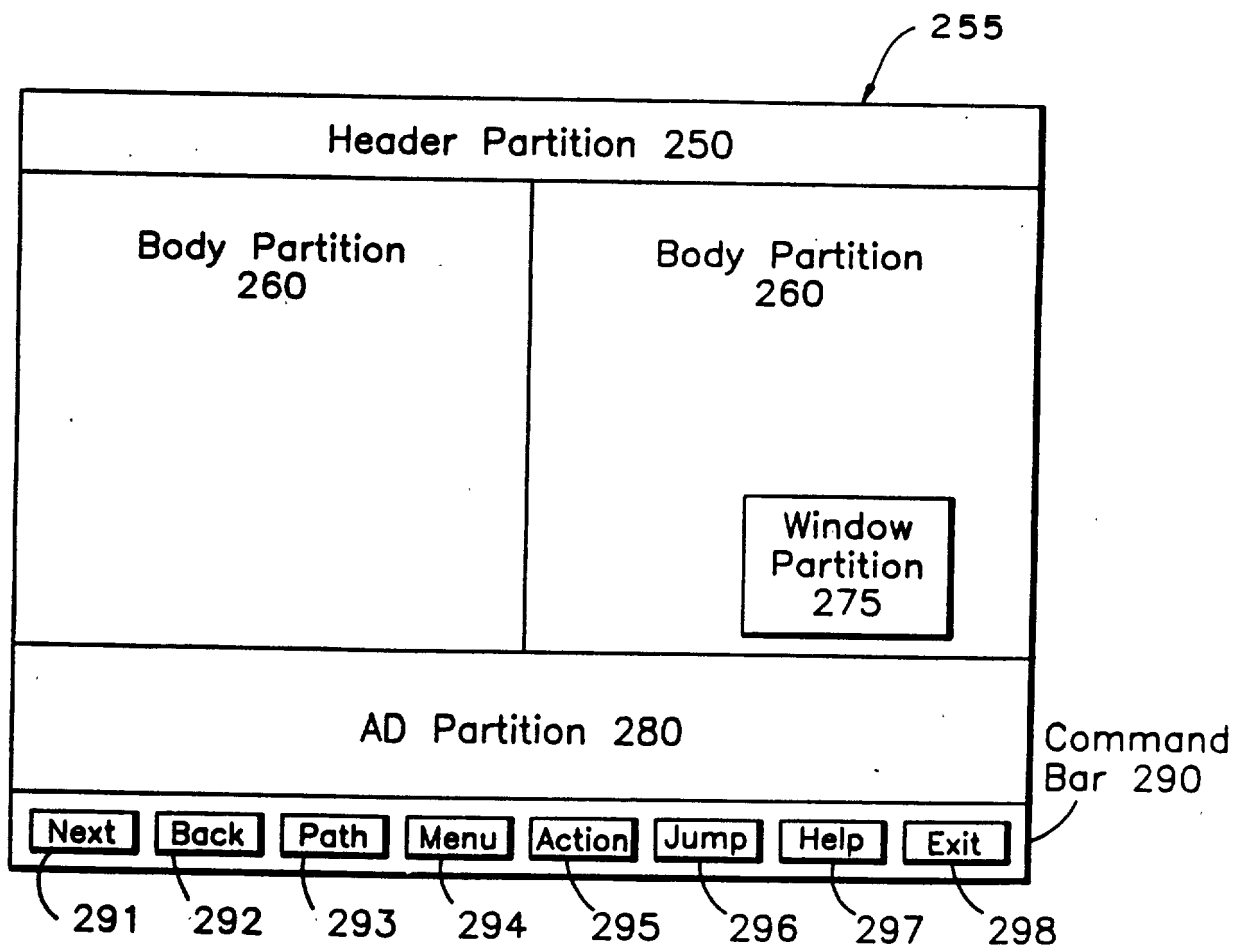 255
Header Partition 250
Body Partition
260
Body Partition
260
Window
Partition
275
AD Partition 280
Command
Bar 290
Next Back Path Menu Action Jump Help Exit
291 292 293 294 295 296 297 298